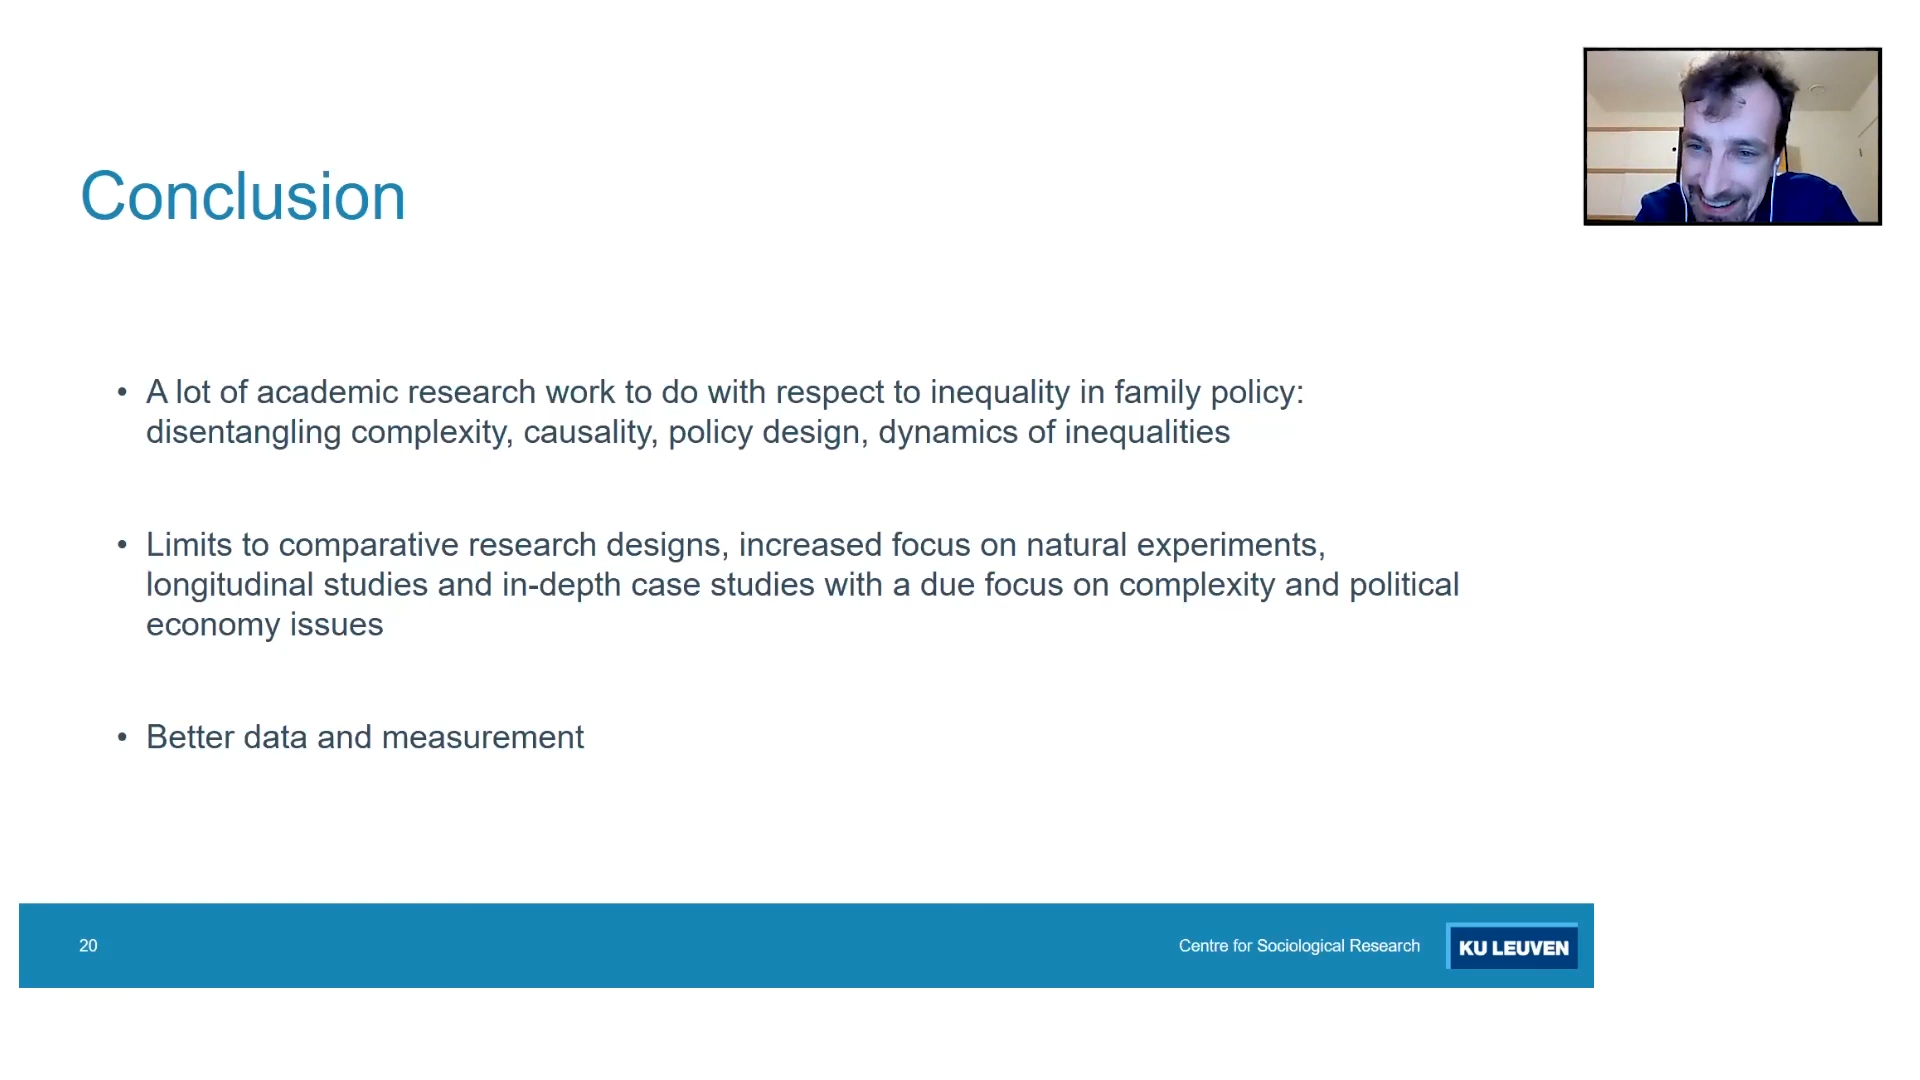 Conclusion
• A lot of academic research work to do with respect to inequality in family policy:
disentangling complexity, causality, policy design, dynamics of inequalities
• Limits to comparative research designs, increased focus on natural experiments,
longitudinal studies and in-depth case studies with a due focus on complexity and political
economy issues
• Better data and measurement
20
Centre for Sociological Research
KU LEUVEN